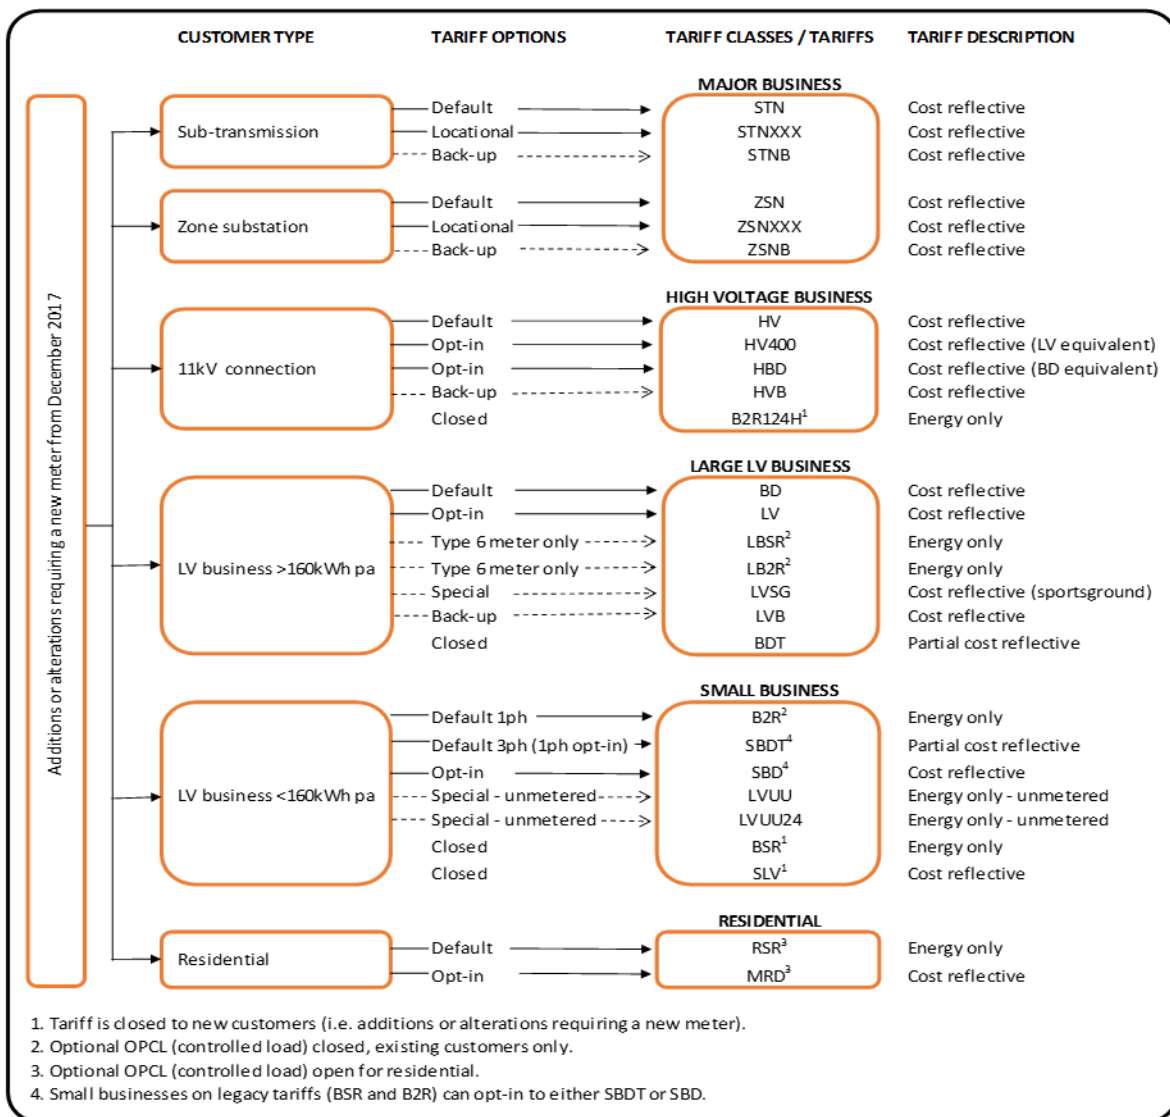 CUSTOMER TYPE TARIFF OPTIONS TARIFF CLASSES / TARIFFS TARIFF DESCRIPTION
Additions or alterations requiring a new meter from December 2017
MAJOR BUSINESS
Sub-transmission
Default STN Cost reflective
Locational STNXXX Cost reflective
Back-up STNB Cost reflective
Zone substation
Default ZSN Cost reflective
Locational ZSNXXX Cost reflective
Back-up ZSNB Cost reflective
HIGH VOLTAGE BUSINESS
11kV connection
Default HV Cost reflective
Opt-in HV400 Cost reflective (LV equivalent)
Opt-in HBD Cost reflective (BD equivalent)
Back-up HVB Cost reflective
Closed B2R124H¹ Energy only
LARGE LV BUSINESS
LV business >160kWh pa
Default BD Cost reflective
Opt-in LV Cost reflective
Type 6 meter only LBSR² Energy only
Type 6 meter only LB2R² Energy only
Special LVSG Cost reflective (sportsground)
Back-up LVB Cost reflective
Closed BDT Partial cost reflective
SMALL BUSINESS
LV business <160kWh pa
Default 1ph B2R² Energy only
Default 3ph (1ph opt-in) SBDT⁴ Partial cost reflective
Opt-in SBD⁴ Cost reflective
Special - unmetered LVUU Energy only - unmetered
Special - unmetered LVUU24 Energy only - unmetered
Closed BSR¹ Energy only
Closed SLV¹ Cost reflective
RESIDENTIAL
Residential
Default RSR³ Energy only
Opt-in MRD³ Cost reflective
1. Tariff is closed to new customers (i.e. additions or alterations requiring a new meter).
2. Optional OPCL (controlled load) closed, existing customers only.
3. Optional OPCL (controlled load) open for residential.
4. Small businesses on legacy tariffs (BSR and B2R) can opt-in to either SBDT or SBD.